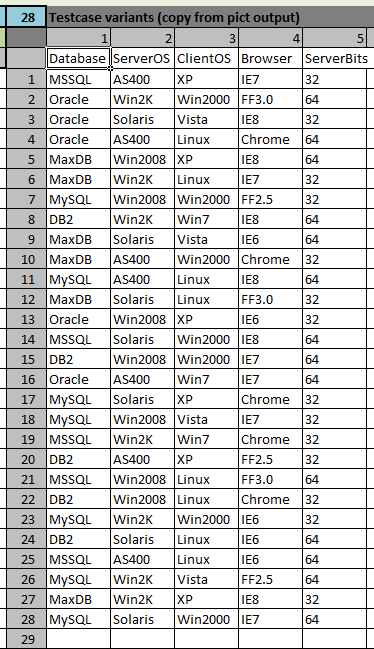 28 Testcase variants (copy from pict output)
1 2 3 4 5
Database ServerOS ClientOS Browser ServerBits
1 MSSQL AS400 XP IE7 32
2 Oracle Win2K Win2000 FF3.0 64
3 Oracle Solaris Vista IE8 32
4 Oracle AS400 Linux Chrome 64
5 MaxDB Win2008 XP IE8 64
6 MaxDB Win2K Linux IE7 32
7 MySQL Win2008 Win2000 FF2.5 32
8 DB2 Win2K Win7 IE8 64
9 MaxDB Solaris Vista IE6 64
10 MaxDB AS400 Win2000 Chrome 32
11 MySQL AS400 Linux IE8 64
12 MaxDB Solaris Linux FF3.0 32
13 Oracle Win2008 XP IE6 32
14 MSSQL Solaris Win2000 IE8 64
15 DB2 Win2008 Win2000 IE7 64
16 Oracle AS400 Win7 IE7 64
17 MySQL Solaris XP Chrome 32
18 MySQL Win2008 Vista IE7 32
19 MSSQL Win2K Win7 Chrome 32
20 DB2 AS400 XP FF2.5 32
21 MSSQL Win2008 Linux FF3.0 64
22 DB2 Win2008 Linux Chrome 32
23 MySQL Win2K Win2000 IE6 32
24 DB2 Solaris Linux IE6 64
25 MSSQL AS400 Linux IE6 64
26 MySQL Win2K Vista FF2.5 64
27 MaxDB Win2K XP IE8 32
28 MySQL Solaris Win2000 IE7 64
29